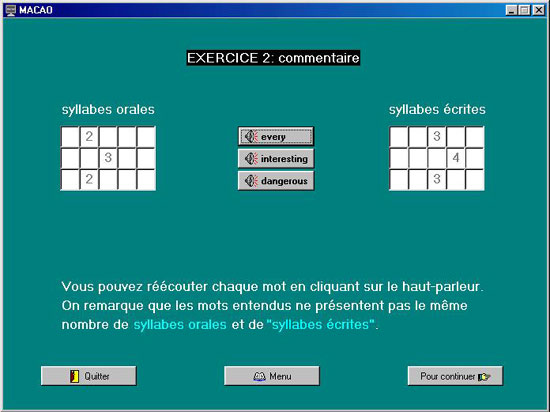 MACAO
EXERCICE 2: commentaire
syllabes orales
syllabes écrites
2 every 3
3 interesting 4
2 dangerous 3
Vous pouvez réécouter chaque mot en cliquant sur le haut-parleur.
On remarque que les mots entendus ne présentent pas le même
nombre de syllabes orales et de "syllabes écrites".
Quitter
Menu
Pour continuer